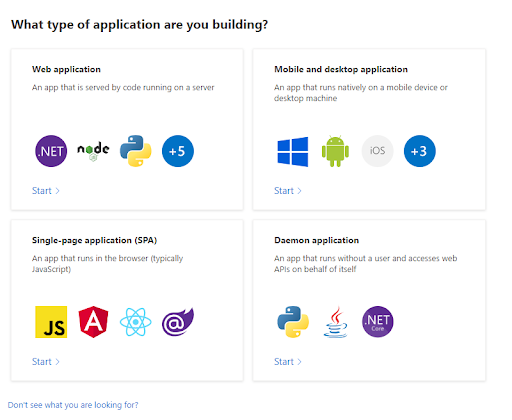 What type of application are you building?
Web application
An app that is served by code running on a server
.NET
node
+5
Start >
Mobile and desktop application
An app that runs natively on a mobile device or
desktop machine
iOS
+3
Start >
Single-page application (SPA)
An app that runs in the browser (typically
JavaScript)
JS
Start >
Daemon application
An app that runs without a user and accesses web
APIs on behalf of itself
Java
.NET
Core
Start >
Don't see what you are looking for?